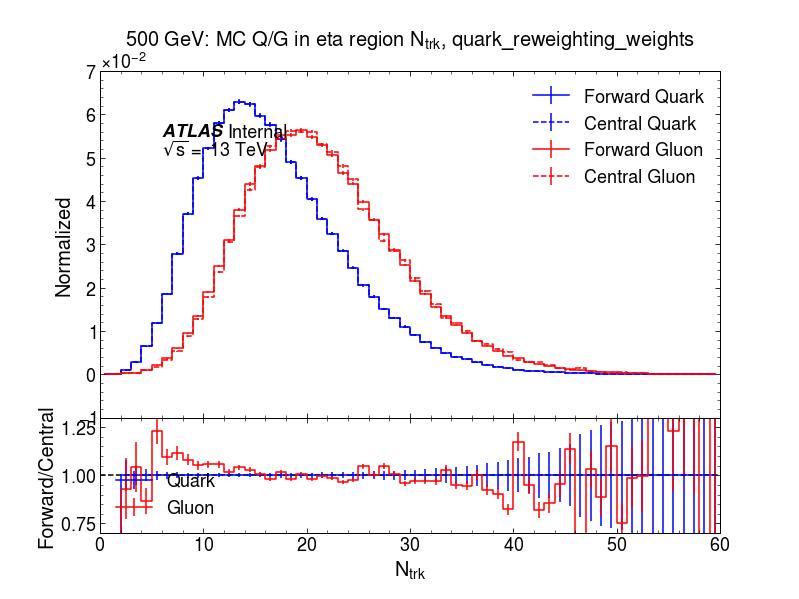 500 GeV: MC Q/G in eta region N_trk, quark_reweighting_weights
×10⁻²
7
6
5
4
3
2
1
0
1
Normalized
ATLAS Internal
√s = 13 TeV
Forward Quark
Central Quark
Forward Gluon
Central Gluon
1.25
1.00
0.75
Forward/Central
Quark
Gluon
0 10 20 30 40 50 60
N_trk